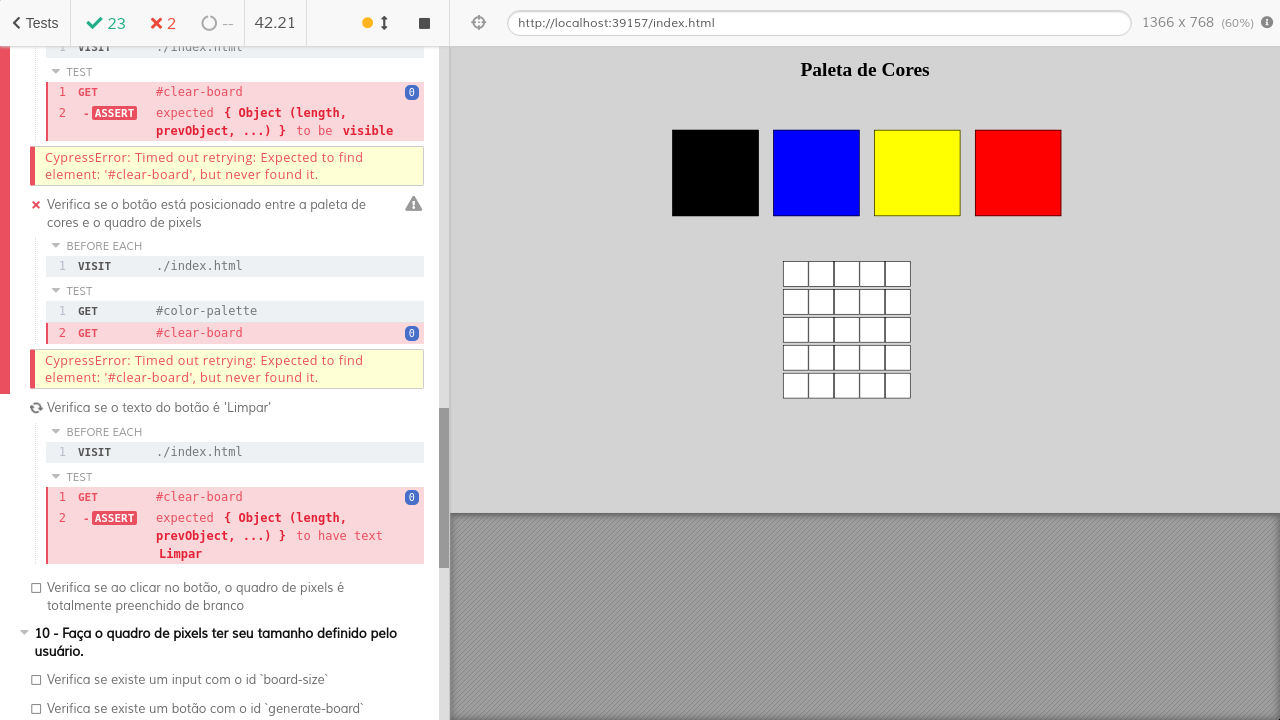 Tests 23 2 -- 42.21 http://localhost:39157/index.html 1366 x 768 (60%)
1 VISIT ./index.html
TEST
1 GET #clear-board 0
2 -ASSERT expected { Object (length,
prevObject, ...) } to be visible
CypressError: Timed out retrying: Expected to find
element: '#clear-board', but never found it.
Verifica se o botão está posicionado entre a paleta de
cores e o quadro de pixels
BEFORE EACH
1 VISIT ./index.html
TEST
1 GET #color-palette
2 GET #clear-board 0
CypressError: Timed out retrying: Expected to find
element: '#clear-board', but never found it.
Verifica se o texto do botão é 'Limpar'
BEFORE EACH
1 VISIT ./index.html
TEST
1 GET #clear-board 0
2 -ASSERT expected { Object (length,
prevObject, ...) } to have text
Limpar
Verifica se ao clicar no botão, o quadro de pixels é
totalmente preenchido de branco
10 - Faça o quadro de pixels ter seu tamanho definido pelo
usuário.
Verifica se existe um input com o id `board-size`
Verifica se existe um botão com o id `generate-board`
Paleta de Cores